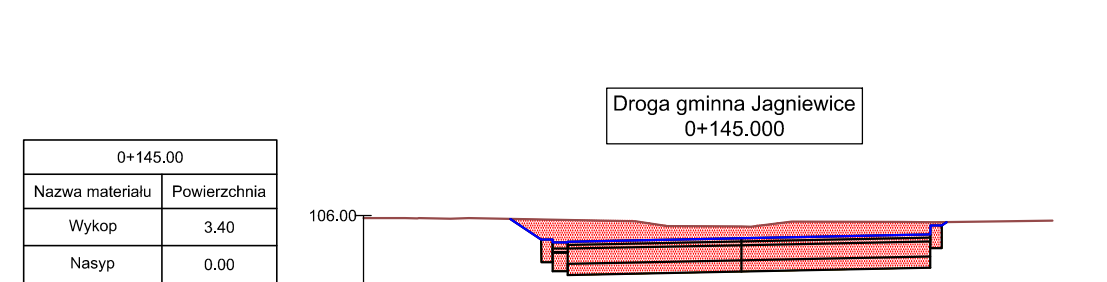 Droga gminna Jagniewice
0+145.000
0+145.00
Nazwa materiału Powierzchnia
Wykop 3.40
Nasyp 0.00
106.00